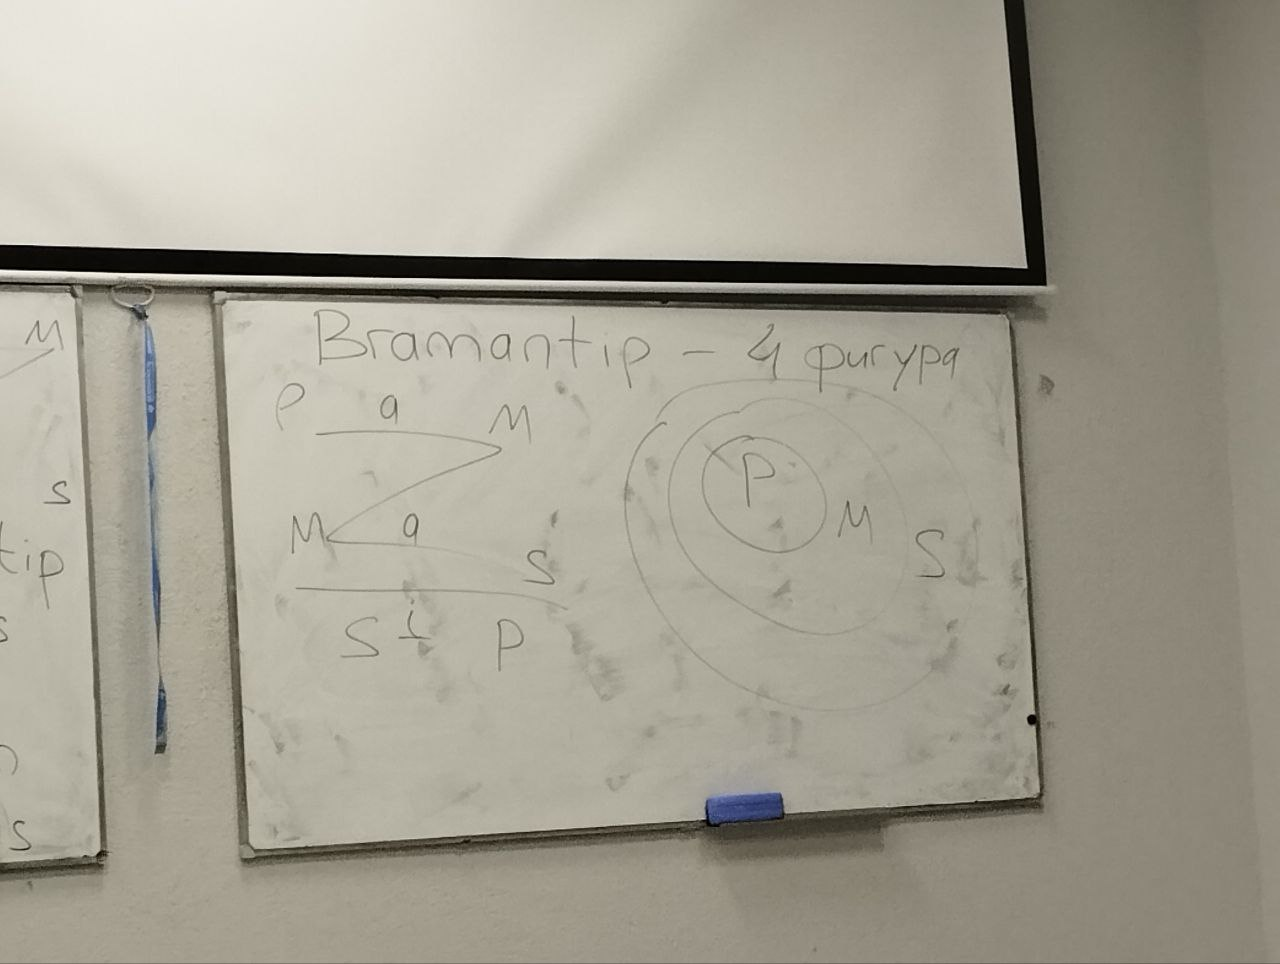 M
s
tip
s
s
Bramantip – 4 фигура
P a M
M a S
S i P
P M S